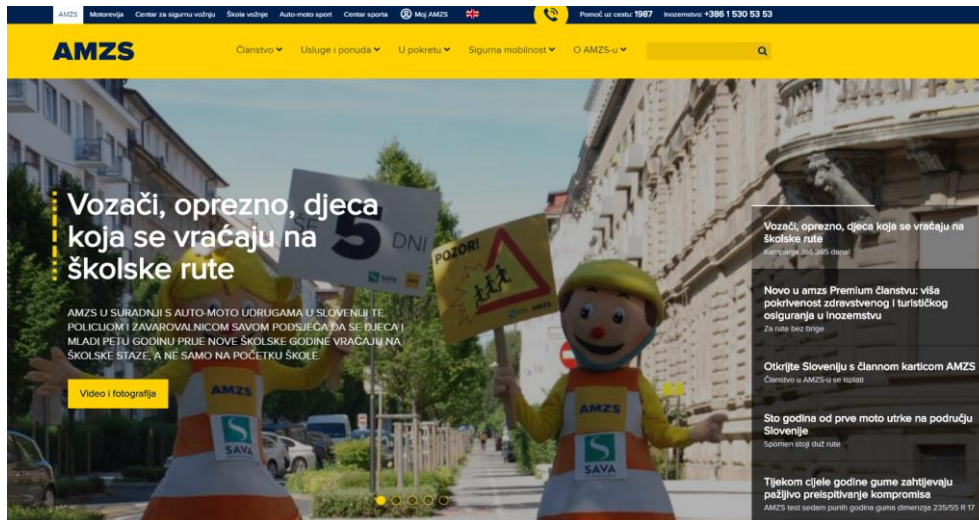 AMZS Motorevija Centar za sigurnu vožnju Škola vožnje Auto-moto sport Centar sporta Moj AMZS Pomoć uz cestu: 1987 Inozemstvo: +386 1 530 53 53
AMZS Članstvo Usluge i ponuda U pokretu Sigurna mobilnost O AMZS-u
ŠE 5 DNI
SAVA
POZOR!
AMZS
Vozači, oprezno, djeca
koja se vraćaju na
školske rute
AMZS U SURADNJI S AUTO-MOTO UDRUGAMA U SLOVENIJI TE
POLICIJOM I ZAVAROVALNICOM SAVOM PODSJEĆA DA SE DJECA I
MLADI PETU GODINU PRIJE NOVE ŠKOLSKE GODINE VRAĆAJU NA
ŠKOLSKE STAZE, A NE SAMO NA POČETKU ŠKOLE.
Video i fotografija
AMZS
SAVA
AMZS
SAVA
Vozači, oprezno, djeca koja se vraćaju na
školske rute
Kampanja Još 365 dana!
Novo u amzs Premium članstvu: viša
pokrivenost zdravstvenog i turističkog
osiguranja u inozemstvu
Za rute bez brige
Otkrijte Sloveniju s člannom karticom AMZS
Članstvo u AMZS-u se isplati
Sto godina od prve moto utrke na području
Slovenije
Spomen stoji duž rute
Tijekom cijele godine gume zahtijevaju
pažljivo preispitivanje kompromisa
AMZS test sedam punih godina guma dimenzija 235/55 R 17